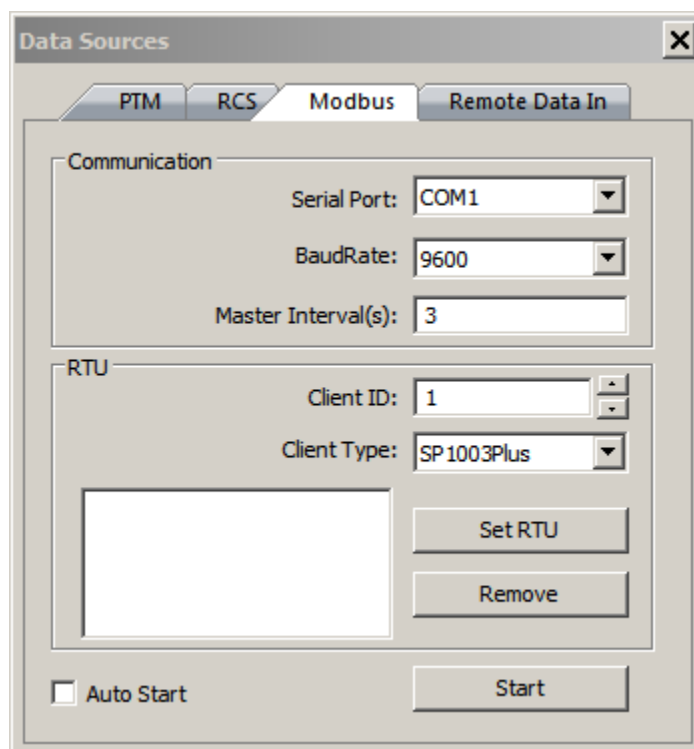 Data Sources
PTM RCS Modbus Remote Data In
Communication
Serial Port: COM1
BaudRate: 9600
Master Interval(s): 3
RTU
Client ID: 1
Client Type: SP1003Plus
Set RTU
Remove
Auto Start Start